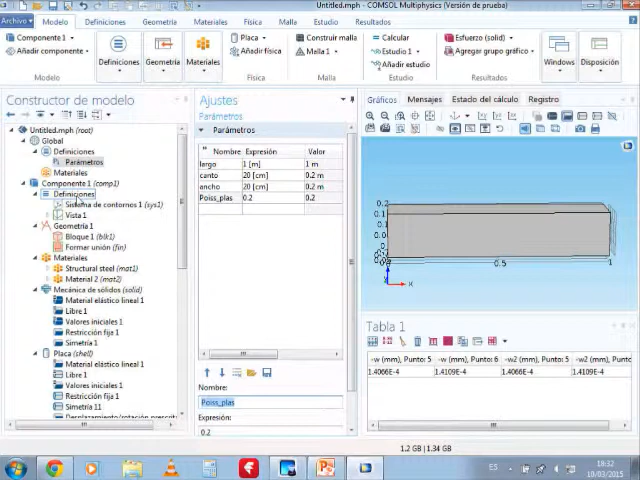 Untitled.mph - COMSOL Multiphysics (Versión de prueba)
Archivo Modelo Definiciones Geometría Materiales Física Malla Estudio Resultados
Componente 1
Añadir componente
Modelo
Definiciones
Geometría
Materiales
Placa
Añadir física
Física
Construir malla
Malla 1
Malla
Calcular
Estudio 1
Añadir estudio
Estudio
Esfuerzo (solid)
Agregar grupo gráfico
Resultados
Windows
Disposición
Constructor de modelo
Untitled.mph (root)
Global
Definiciones
Parámetros
Materiales
Componente 1 (comp1)
Definiciones
Sistema de contornos 1 (sys1)
Vista 1
Geometría 1
Bloque 1 (blk1)
Formar unión (fin)
Materiales
Structural steel (mat1)
Material 2 (mat2)
Mecánica de sólidos (solid)
Material elástico lineal 1
Libre 1
Valores iniciales 1
Restricción fija 1
Simetría 1
Placa (shell)
Material elástico lineal 1
Libre 1
Valores iniciales 1
Restricción fija 1
Simetría 11
Ajustes
Parámetros
Parámetros
Nombre Expresión Valor
largo 1 [m] 1 m
canto 20 [cm] 0.2 m
ancho 20 [cm] 0.2 m
Poiss_plas 0.2 0.2
Nombre:
Poiss_plas
Expresión:
0.2
Gráficos Mensajes Estado del cálculo Registro
0.2
0.1
0.5
1
y
x
Tabla 1
-w (mm), Punto: 5 -w (mm), Punto: 6 -w2 (mm), Punto: 5 -w2 (mm), Punto: 6
1.4066E-4 1.4109E-4 1.4066E-4 1.4109E-4
1.2 GB | 1.34 GB
ES
18:32
19/03/2015